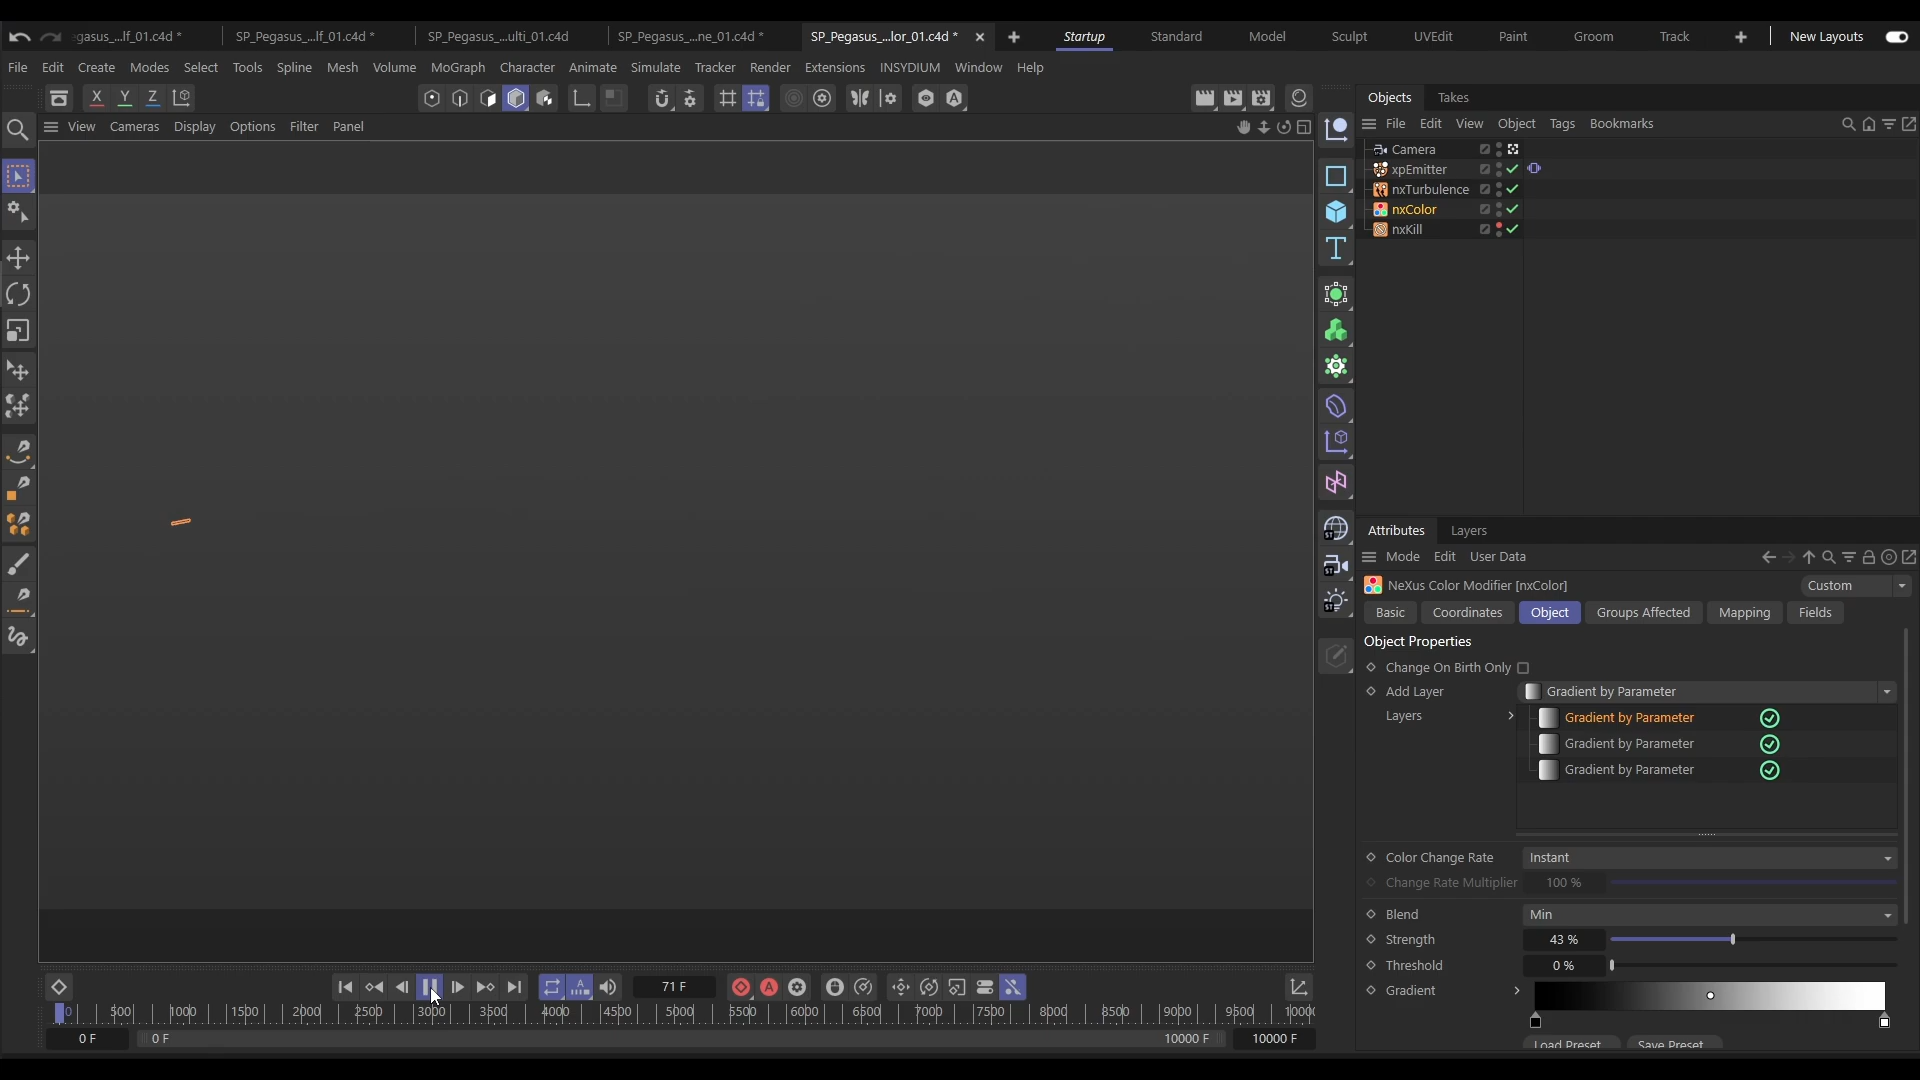 gasus_...lf_01.c4d *
SP_Pegasus_...lf_01.c4d *
SP_Pegasus_...ulti_01.c4d
SP_Pegasus_...ne_01.c4d *
SP_Pegasus_...lor_01.c4d *
Startup
Standard
Model
Sculpt
UVEdit
Paint
Groom
Track
New Layouts
File Edit Create Modes Select Tools Spline Mesh Volume MoGraph Character Animate Simulate Tracker Render Extensions INSYDIUM Window Help
X Y Z
View Cameras Display Options Filter Panel
Objects Takes
File Edit View Object Tags Bookmarks
Camera
xpEmitter
nxTurbulence
nxColor
nxKill
Attributes Layers
Mode Edit User Data
NeXus Color Modifier [nxColor]
Custom
Basic Coordinates Object Groups Affected Mapping Fields
Object Properties
Change On Birth Only
Add Layer Gradient by Parameter
Layers Gradient by Parameter
Gradient by Parameter
Gradient by Parameter
Color Change Rate Instant
Change Rate Multiplier 100 %
Blend Min
Strength 43 %
Threshold 0 %
Gradient
Load Preset... Save Preset...
71 F
0 500 1000 1500 2000 2500 3000 3500 4000 4500 5000 5500 6000 6500 7000 7500 8000 8500 9000 9500 1000
0 F 0 F 10000 F 10000 F